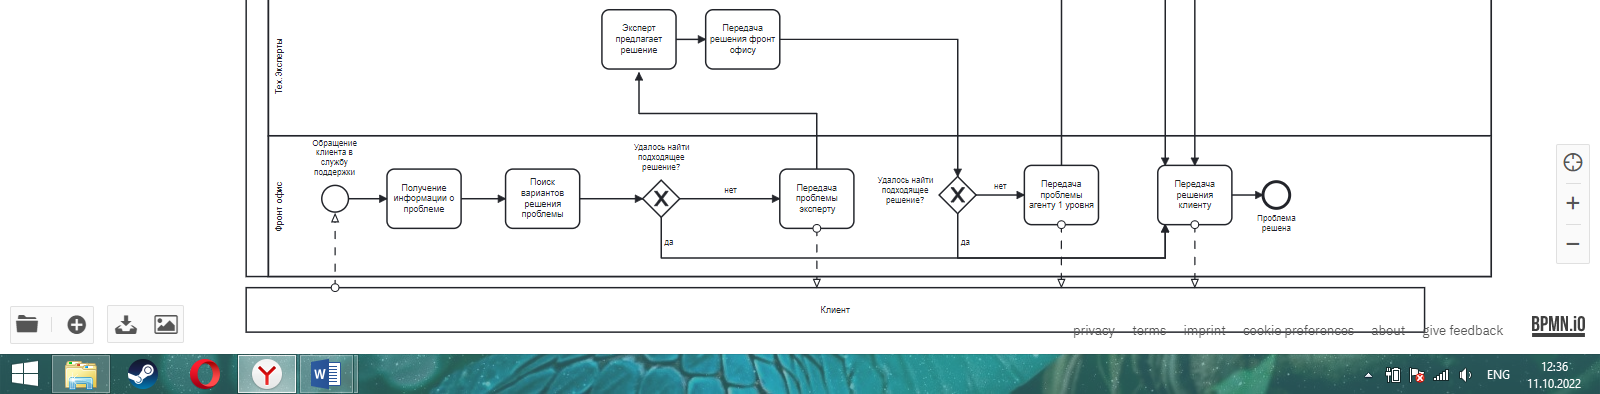 Эксперт
предлагает
решение
Передача
решения фронт
офису
Тех.Эксперты
Фронт офис
Обращение
клиента в
службу
поддержки
Получение
информации о
проблеме
Поиск
вариантов
решения
проблемы
Удалось найти
подходящее
решение?
нет
да
Передача
проблемы
эксперту
Удалось найти
подходящее
решение?
нет
да
Передача
проблемы
агенту 1 уровня
Передача
решения
клиенту
Проблема
решена
Клиент
privacy terms imprint cookie preferences about give feedback
BPMN.iO
ENG
12:36
11.10.2022